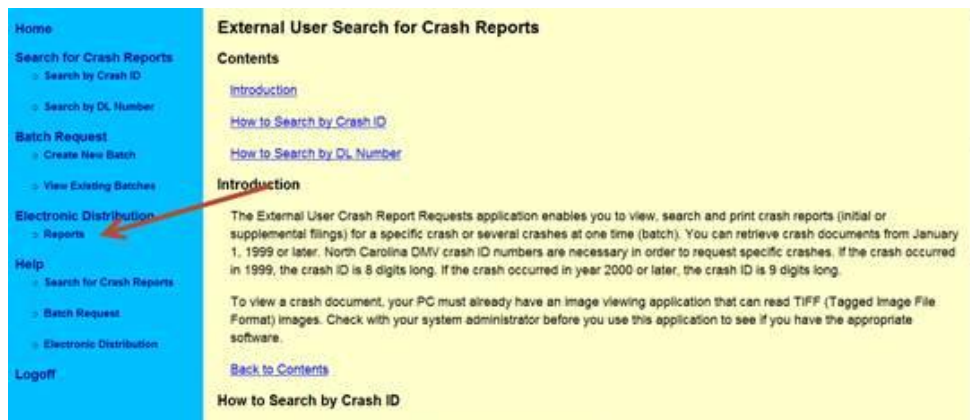 Home
Search for Crash Reports
Search by Crash ID
Search by DL Number
Batch Request
Create New Batch
View Existing Batches
Electronic Distribution
Reports
Help
Search for Crash Reports
Batch Request
Electronic Distribution
Logoff
External User Search for Crash Reports
Contents
Introduction
How to Search by Crash ID
How to Search by DL Number
Introduction
The External User Crash Report Requests application enables you to view, search and print crash reports (initial or
supplemental filings) for a specific crash or several crashes at one time (batch). You can retrieve crash documents from January
1, 1999 or later. North Carolina DMV crash ID numbers are necessary in order to request specific crashes. If the crash occurred
in 1999, the crash ID is 8 digits long. If the crash occurred in year 2000 or later, the crash ID is 9 digits long.
To view a crash document, your PC must already have an image viewing application that can read TIFF (Tagged Image File
Format) images. Check with your system administrator before you use this application to see if you have the appropriate
software.
Back to Contents
How to Search by Crash ID